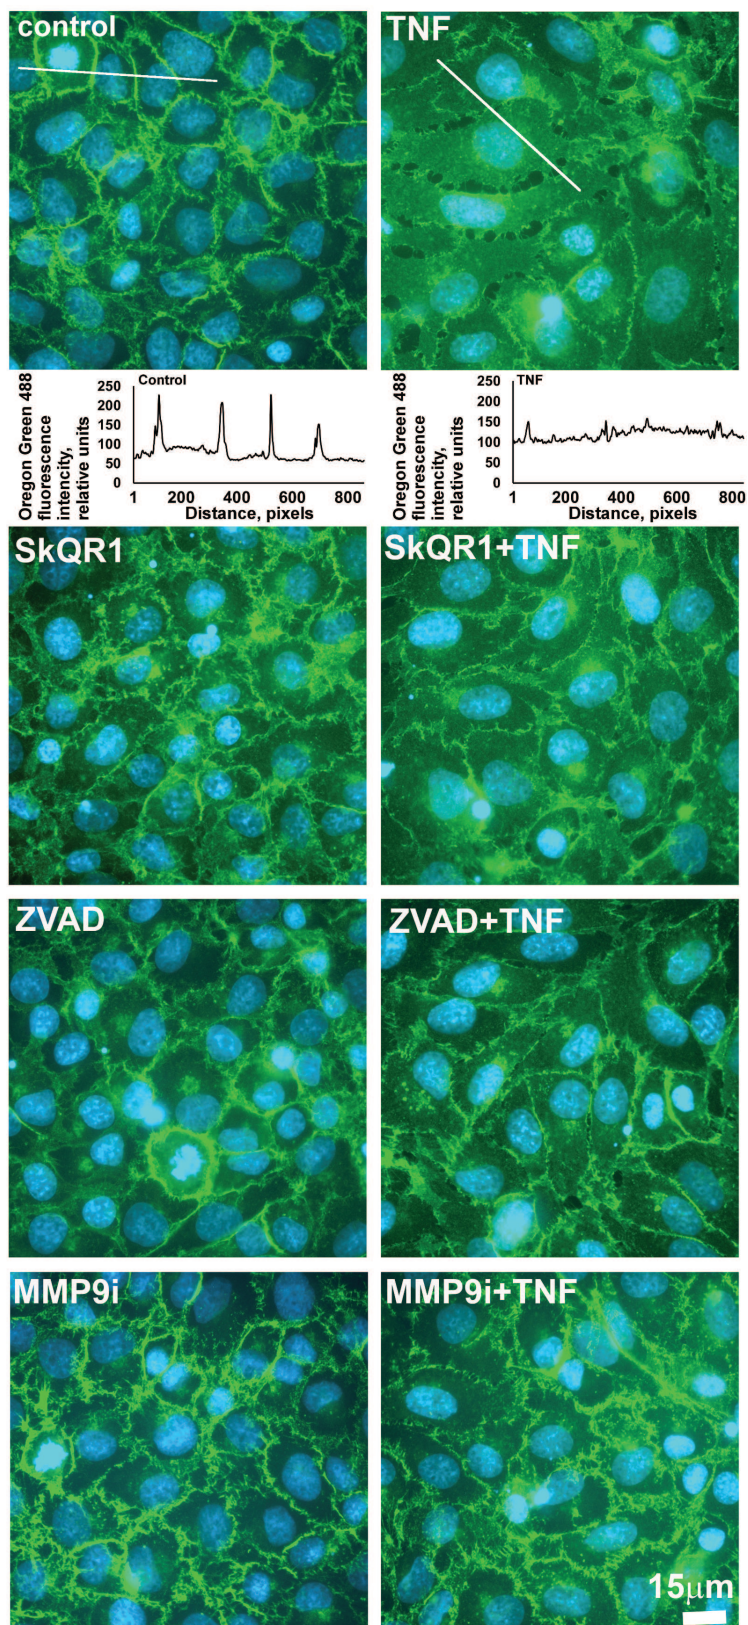 control
TNF
Oregon Green 488
fluorescence
intencity,
relative units
250
200
150
100
50
0
Control
1 200 400 600 800
Distance, pixels
Oregon Green 488
fluorescence
intencity,
relative units
250
200
150
100
50
0
TNF
1 200 400 600 800
Distance, pixels
SkQR1
SkQR1+TNF
ZVAD
ZVAD+TNF
MMP9i
MMP9i+TNF
15µm